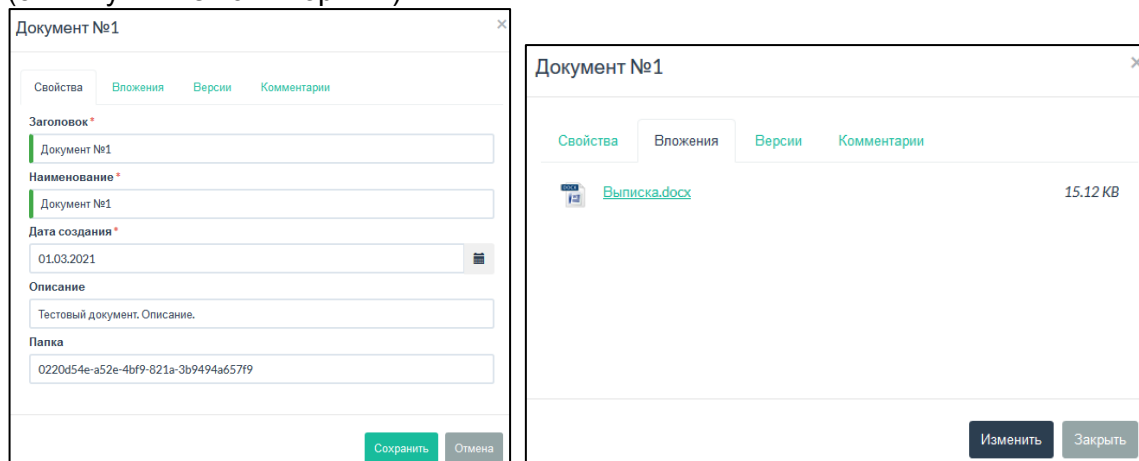 Документ №1
×
Свойства Вложения Версии Комментарии
Заголовок *
Документ №1
Наименование *
Документ №1
Дата создания *
01.03.2021
Описание
Тестовый документ. Описание.
Папка
0220d54e-a52e-4bf9-821a-3b9494a657f9
Сохранить Отмена
Документ №1
×
Свойства Вложения Версии Комментарии
DOCX Выписка.docx 15.12 KB
Изменить Закрыть